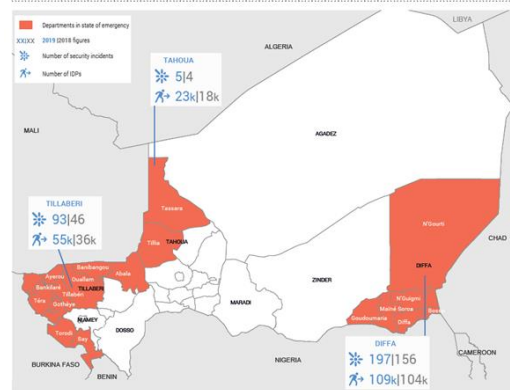 Departments in state of emergency
XX|XX 2019 |2018 figures
Number of security incidents
Number of IDPs
LIBYA
ALGERIA
TAHOUA
5|4
23k|18k
MALI
AGADEZ
Tassara
TILLABERI
93|46
55k|36k
N'Gourti
CHAD
Tillia
TAHOUA
Banibangou
Abala
Ayerou
Ouallam
Bankilaré
TILLABERI
Tillabéri
Téra
Gothèye
DIFFA
ZINDER
MARADI
N'Guigmi
Mainé Soroa
Bosso
Goudoumaria
Diffa
NIAMEY
DOSSO
Torodi
Say
DIFFA
197|156
109k|104k
NIGERIA
CAMEROON
BURKINA FASO
BENIN